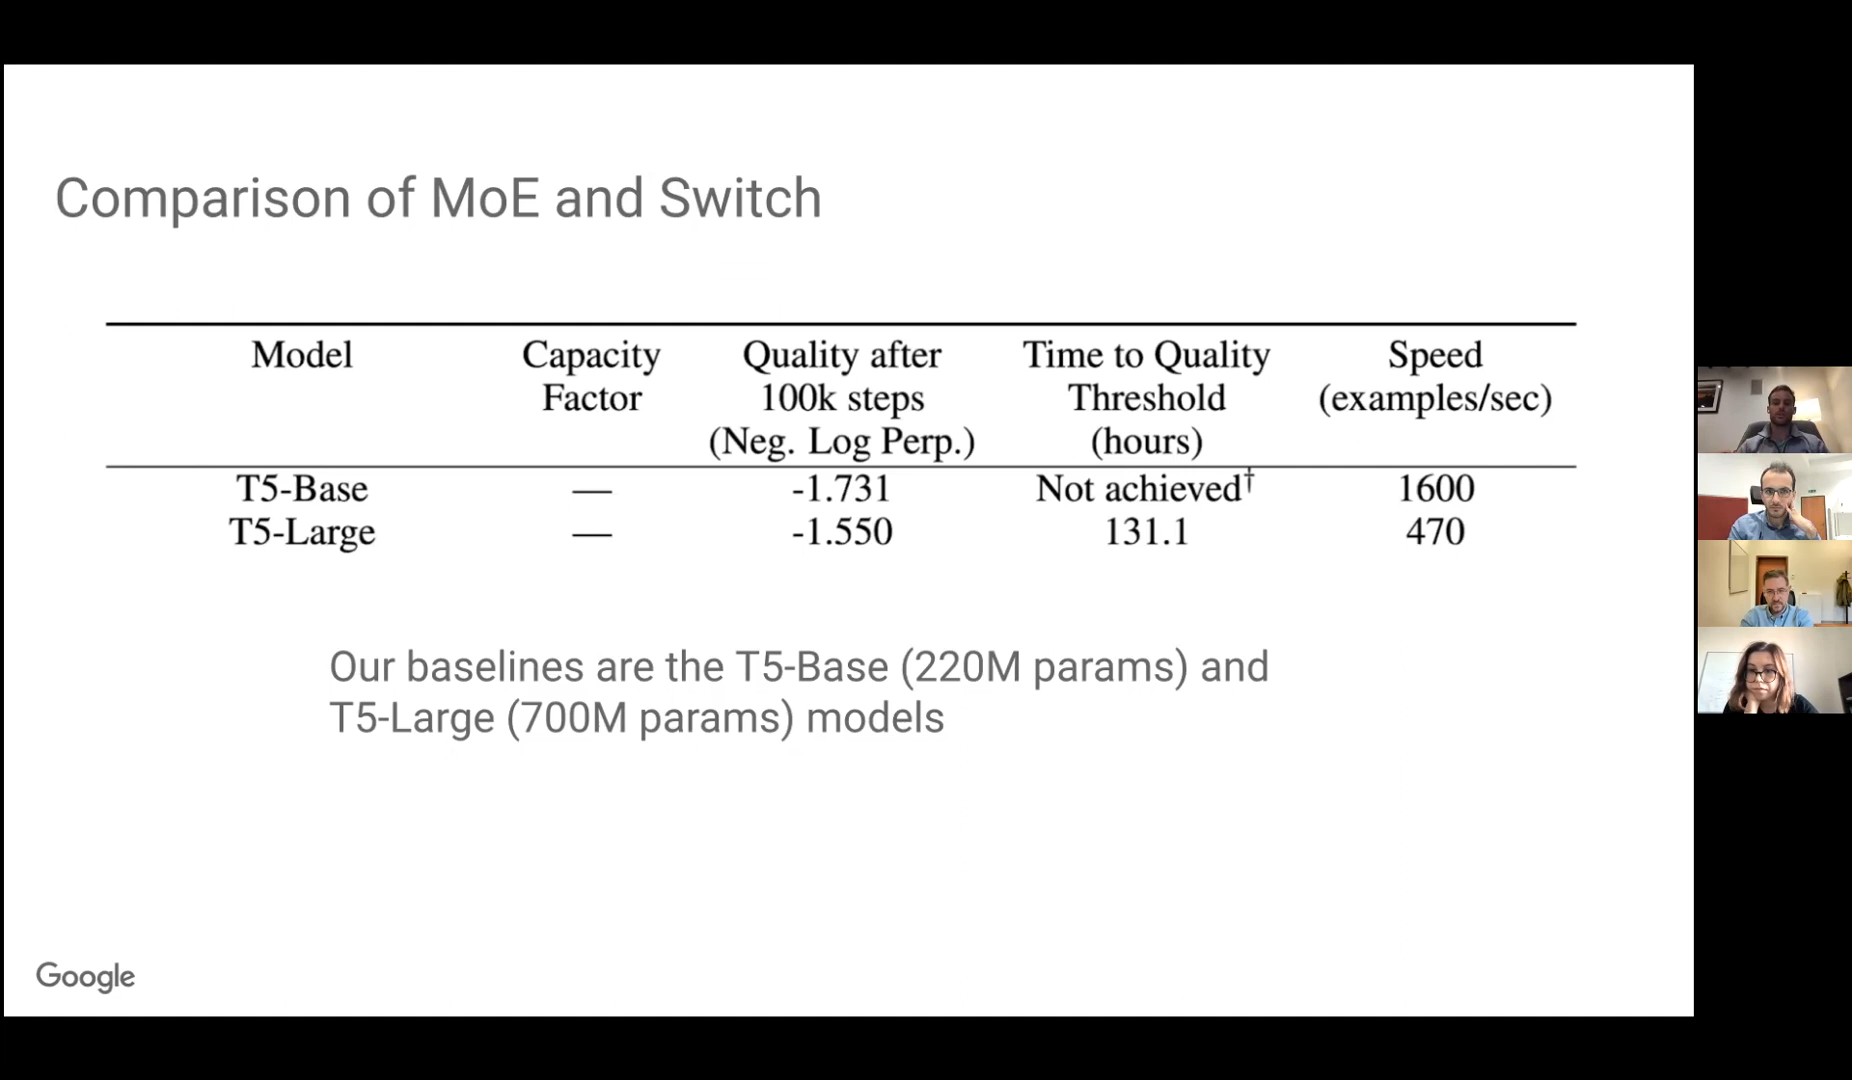 Comparison of MoE and Switch
Model Capacity Quality after Time to Quality Speed
Factor 100k steps Threshold (examples/sec)
(Neg. Log Perp.) (hours)
T5-Base — -1.731 Not achieved† 1600
T5-Large — -1.550 131.1 470
Our baselines are the T5-Base (220M params) and
T5-Large (700M params) models
Google